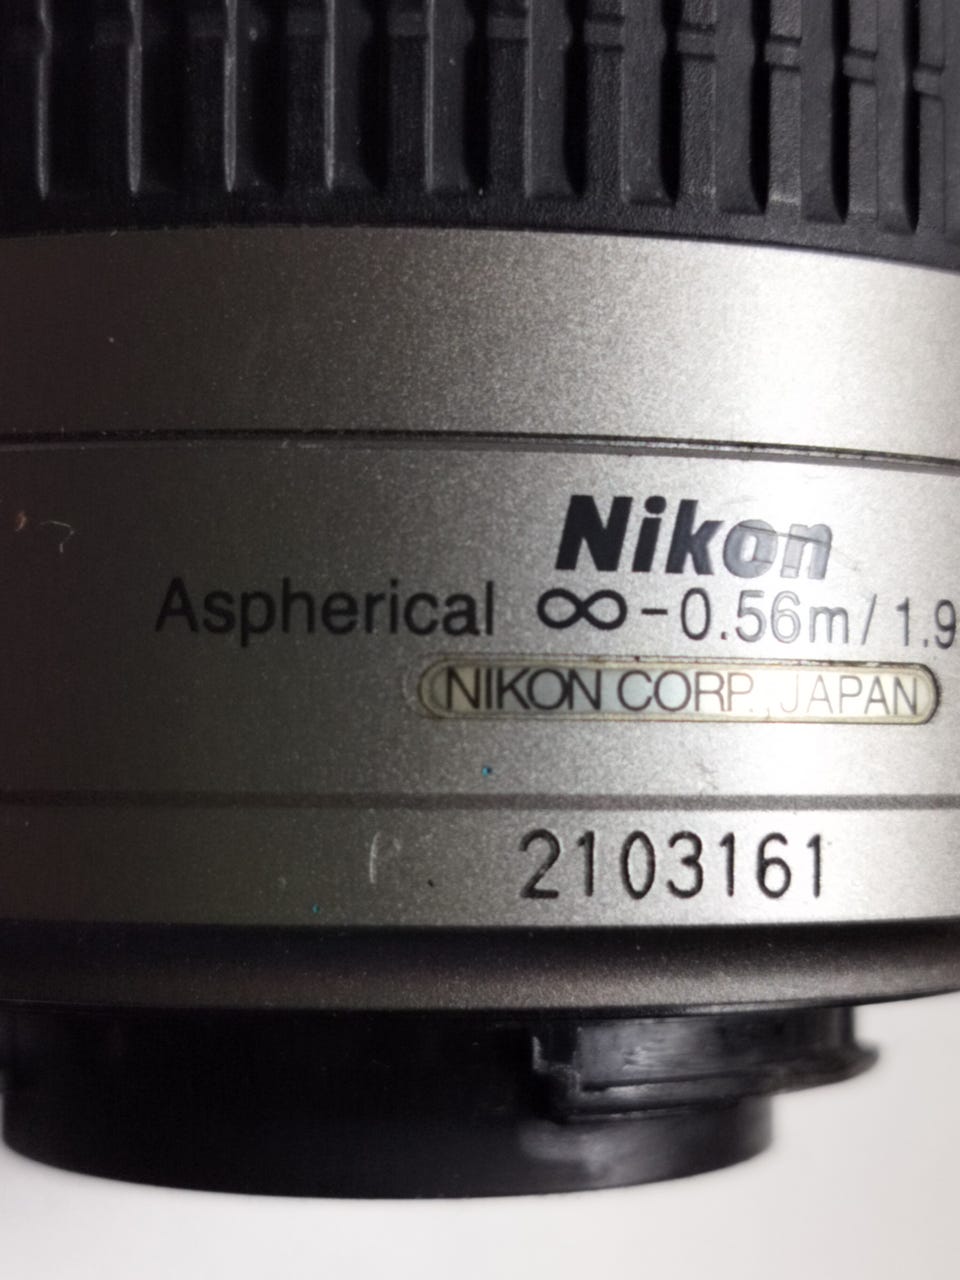 Nikon
Aspherical ∞-0.56m/1.9
NIKON CORP. JAPAN
2103161